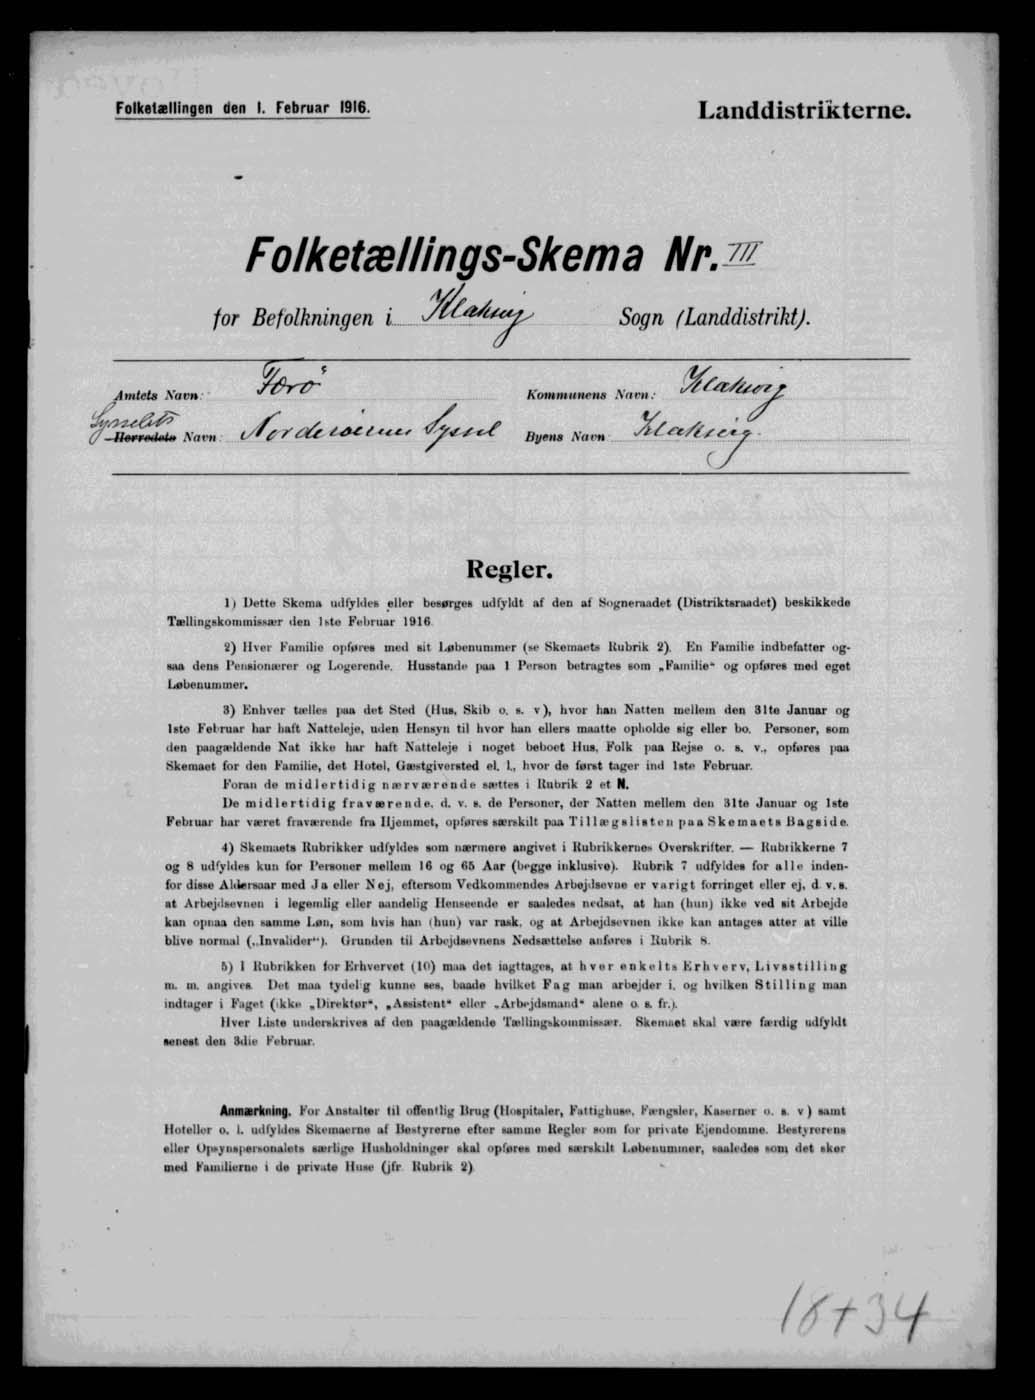 Folketællingen den 1. Februar 1916.
Landdistrikterne.
Folketællings-Skema Nr. III
for Befolkningen i Klaksvig Sogn (Landdistrikt).
Amtets Navn: Færø
Kommunens Navn: Klaksvig
Sysselets
Herredets Navn: Norderøernes Syssel
Byens Navn: Klaksvig.
Regler.
1) Dette Skema udfyldes eller besørges udfyldt af den af Sogneraadet (Distriktsraadet) beskikkede
Tællingskommissær den 1ste Februar 1916.
2) Hver Familie opføres med sit Løbenummer (se Skemaets Rubrik 2). En Familie indbefatter og-
saa dens Pensionærer og Logerende. Husstande paa 1 Person betragtes som „Familie“ og opføres med eget
Løbenummer.
3) Enhver tælles paa det Sted (Hus, Skib o. s. v), hvor han Natten mellem den 31te Januar og
1ste Februar har haft Natteleje, uden Hensyn til hvor han ellers maatte opholde sig eller bo. Personer, som
den paagældende Nat ikke har haft Natteleje i noget beboet Hus, Folk paa Rejse o. s. v., opføres paa
Skemaet for den Familie, det Hotel, Gæstgiversted el. l., hvor de først tager ind 1ste Februar.
Foran de midlertidig nærværende sættes i Rubrik 2 et N.
De midlertidig fraværende, d. v. s. de Personer, der Natten mellem den 31te Januar og 1ste
Februar har været fraværende fra Hjemmet, opføres særskilt paa Tillægslisten paa Skemaets Bagside.
4) Skemaets Rubrikker udfyldes som nærmere angivet i Rubrikkernes Overskrifter. — Rubrikkerne 7
og 8 udfyldes kun for Personer mellem 16 og 65 Aar (begge inklusive). Rubrik 7 udfyldes for alle inden-
for disse Aldersaar med Ja eller Nej, eftersom Vedkommendes Arbejdsevne er varigt forringet eller ej, d. v. s.
at Arbejdsevnen i legemlig eller aandelig Henseende er saaledes nedsat, at han (hun) ikke ved sit Arbejde
kan opnaa den samme Løn, som hvis han (hun) var rask, og at Arbejdsevnen ikke kan antages atter at ville
blive normal („Invalider“). Grunden til Arbejdsevnens Nedsættelse anføres i Rubrik 8.
5) I Rubrikken for Erhvervet (10) maa det iagttages, at hver enkelts Erhverv, Livsstilling
m. m. angives. Det maa tydelig kunne ses, baade hvilket Fag man arbejder i, og hvilken Stilling man
indtager i Faget (ikke „Direktør“, „Assistent“ eller „Arbejdsmand“ alene o. s. fr.).
Hver Liste underskrives af den paagældende Tællingskommissær. Skemaet skal være færdig udfyldt
senest den 3die Februar.
Anmærkning. For Anstalter til offentlig Brug (Hospitaler, Fattighuse, Fængsler, Kaserner o. s. v) samt
Hoteller o. l. udfyldes Skemaerne af Bestyrerne efter samme Regler som for private Ejendomme. Bestyrerens
eller Opsynspersonalets særlige Husholdninger skal opføres med særskilt Løbenummer, saaledes som det sker
med Familierne i de private Huse (jfr. Rubrik 2).
18+34